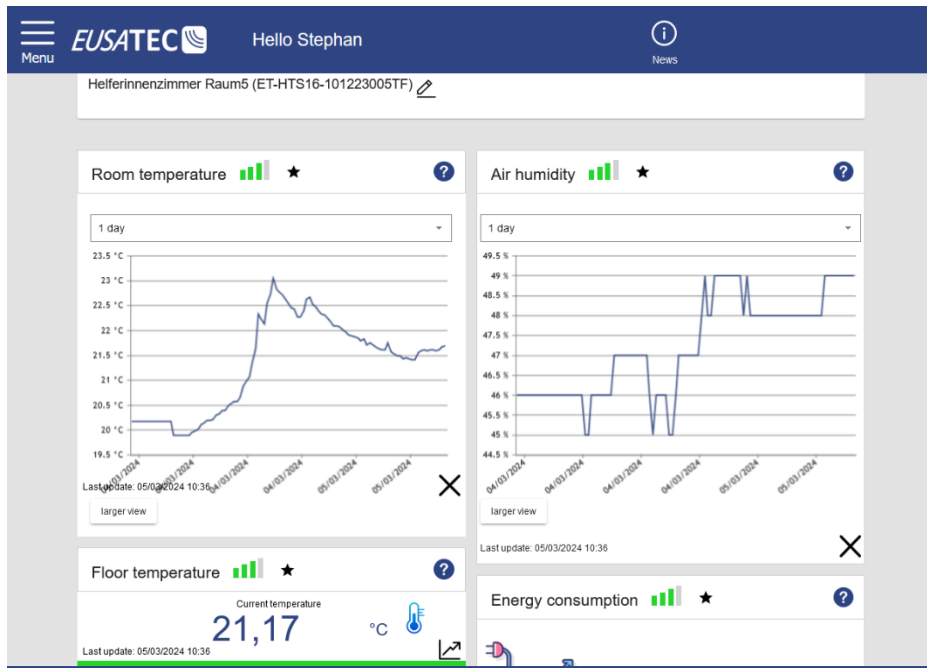 Menu
EUSATEC
Hello Stephan
News
Helferinnenzimmer Raum5 (ET-HTS16-101223005TF)
Room temperature
?
1 day
23.5 °C
23 °C
22.5 °C
22 °C
21.5 °C
21 °C
20.5 °C
20 °C
19.5 °C
04/03/2024
04/03/2024
04/03/2024
04/03/2024
05/03/2024
05/03/2024
Last update: 05/03/2024 10:36
larger view
Air humidity
?
1 day
49.5 %
49 %
48.5 %
48 %
47.5 %
47 %
46.5 %
46 %
45.5 %
45 %
44.5 %
04/03/2024
04/03/2024
04/03/2024
04/03/2024
05/03/2024
05/03/2024
larger view
Last update: 05/03/2024 10:36
Floor temperature
?
Current temperature
21,17 °C
Last update: 05/03/2024 10:36
Energy consumption
?